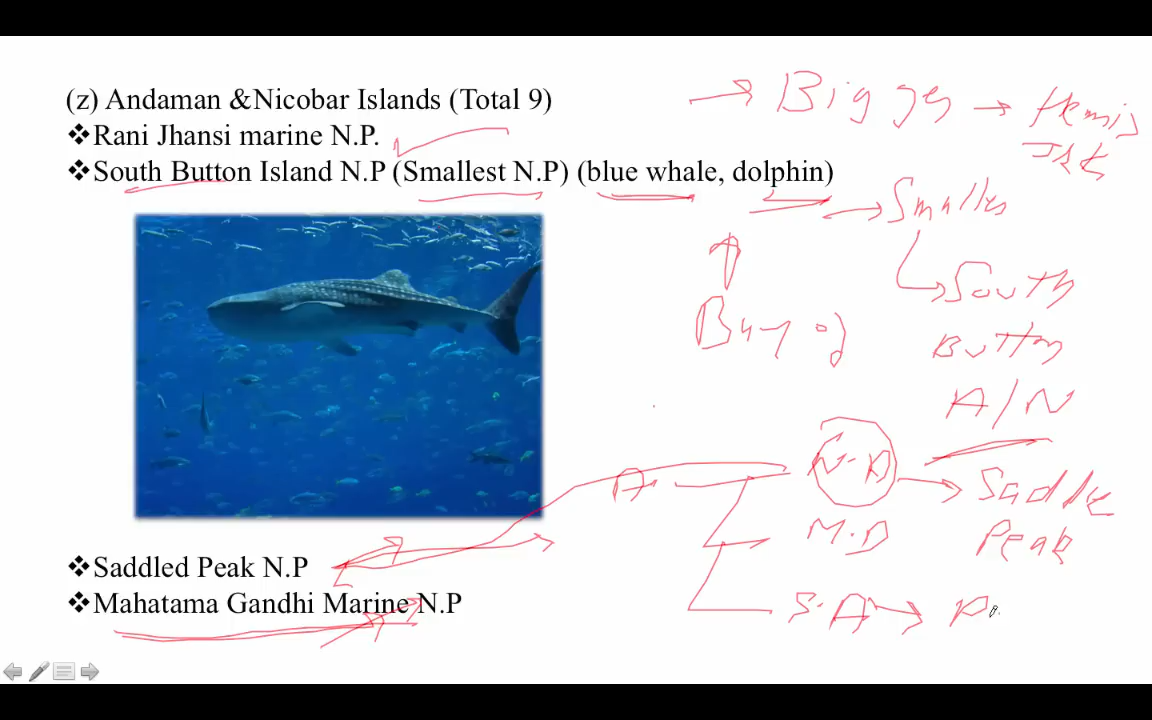 (z) Andaman &Nicobar Islands (Total 9)
❖Rani Jhansi marine N.P.
❖South Button Island N.P (Smallest N.P) (blue whale, dolphin)
→ Bigges → Hemis
J&K
→ Smalles
→ South
Button
A/N
A.
N-A → Saddle
Peak
M.A
S.A → P
❖Saddled Peak N.P
❖Mahatama Gandhi Marine N.P